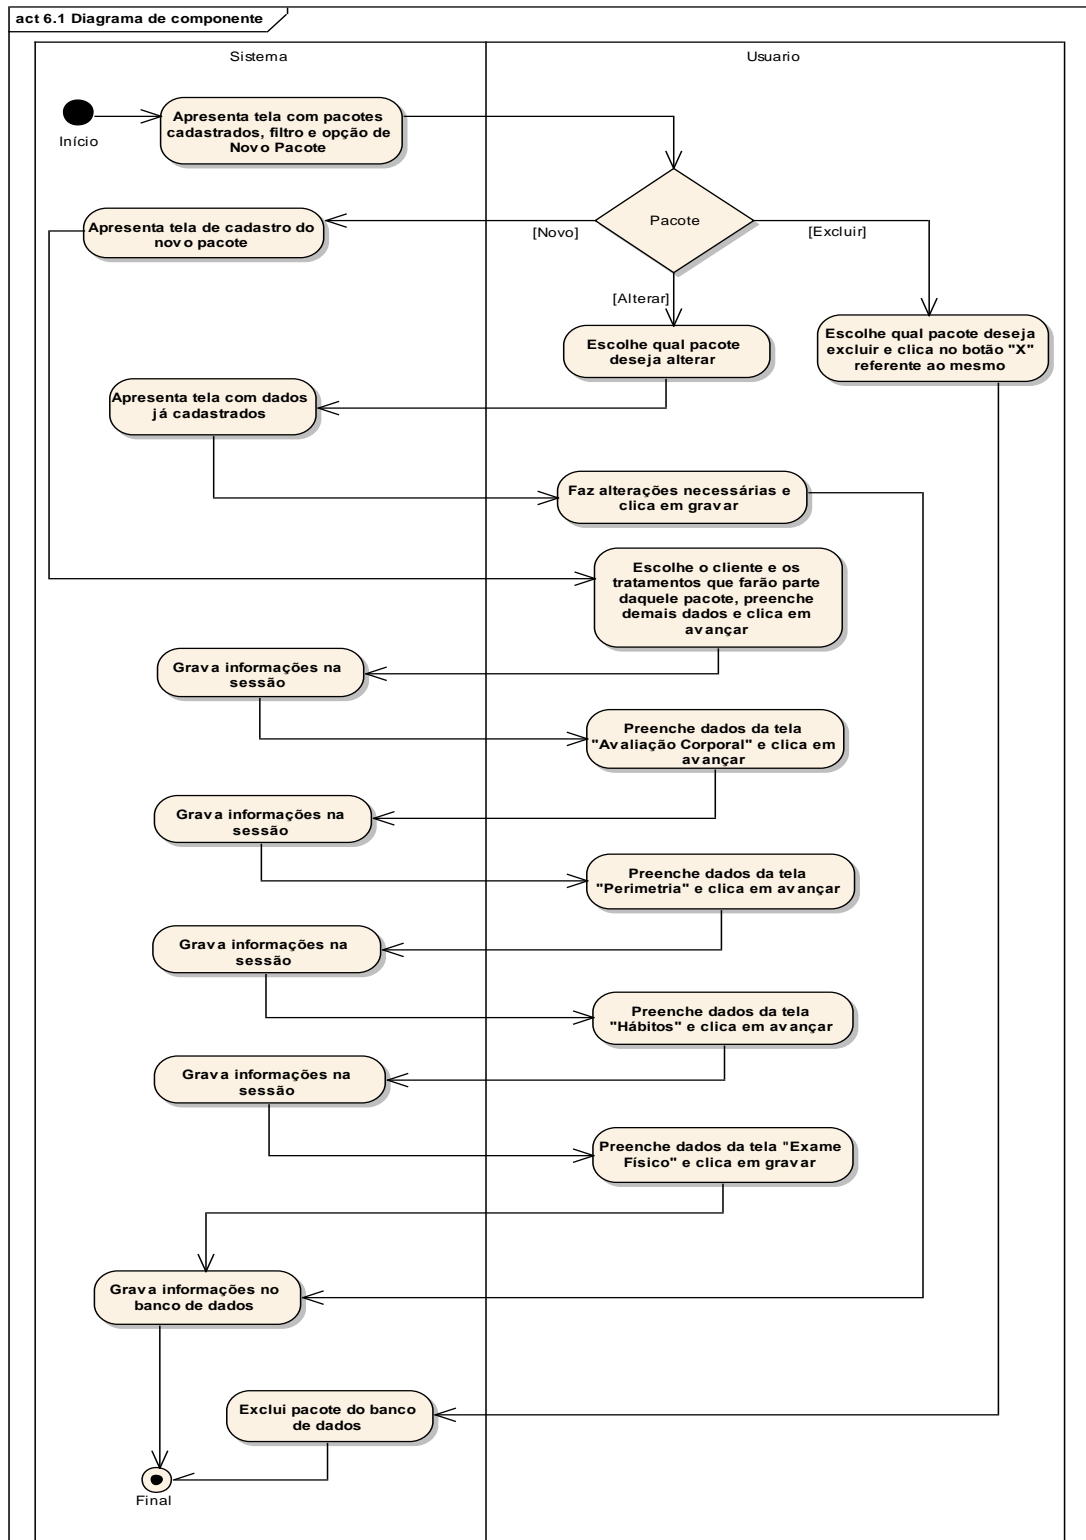 act 6.1 Diagrama de componente
Sistema
Usuario
Início
Apresenta tela com pacotes
cadastrados, filtro e opção de
Novo Pacote
Pacote
[Novo]
[Excluir]
[Alterar]
Apresenta tela de cadastro do
novo pacote
Escolhe qual pacote
deseja alterar
Escolhe qual pacote deseja
excluir e clica no botão "X"
referente ao mesmo
Apresenta tela com dados
já cadastrados
Faz alterações necessárias e
clica em gravar
Escolhe o cliente e os
tratamentos que farão parte
daquele pacote, preenche
demais dados e clica em
avançar
Grava informações na
sessão
Preenche dados da tela
"Avaliação Corporal" e clica em
avançar
Grava informações na
sessão
Preenche dados da tela
"Perimetria" e clica em avançar
Grava informações na
sessão
Preenche dados da tela
"Hábitos" e clica em avançar
Grava informações na
sessão
Preenche dados da tela "Exame
Físico" e clica em gravar
Grava informações no
banco de dados
Exclui pacote do banco
de dados
Final